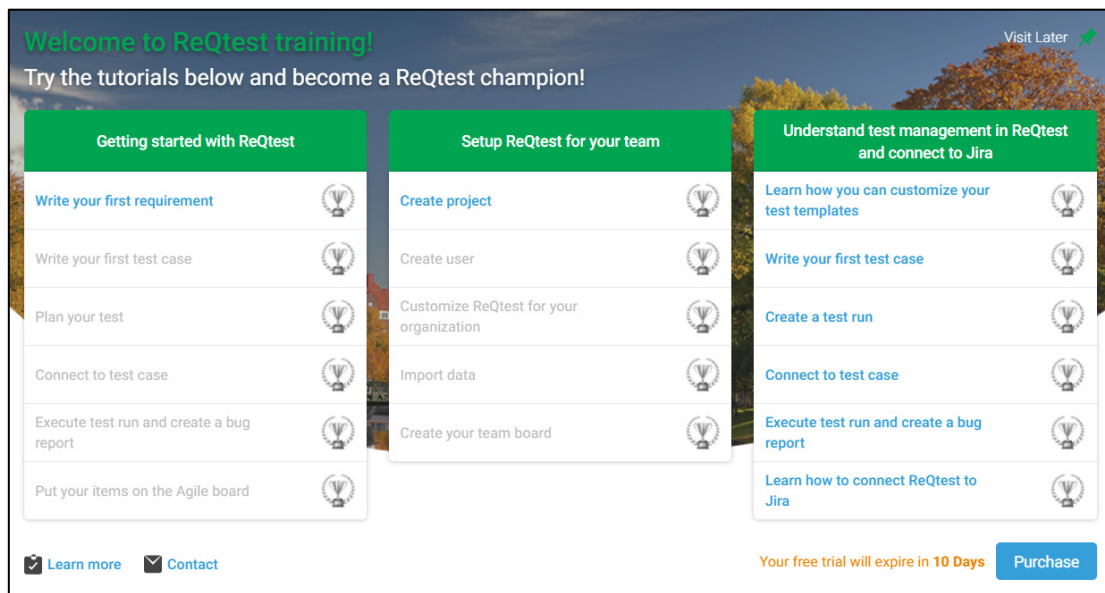 Welcome to ReQtest training!
Visit Later
Try the tutorials below and become a ReQtest champion!
Getting started with ReQtest
Write your first requirement
Write your first test case
Plan your test
Connect to test case
Execute test run and create a bug
report
Put your items on the Agile board
Setup ReQtest for your team
Create project
Create user
Customize ReQtest for your
organization
Import data
Create your team board
Understand test management in ReQtest
and connect to Jira
Learn how you can customize your
test templates
Write your first test case
Create a test run
Connect to test case
Execute test run and create a bug
report
Learn how to connect ReQtest to
Jira
Learn more
Contact
Your free trial will expire in 10 Days
Purchase